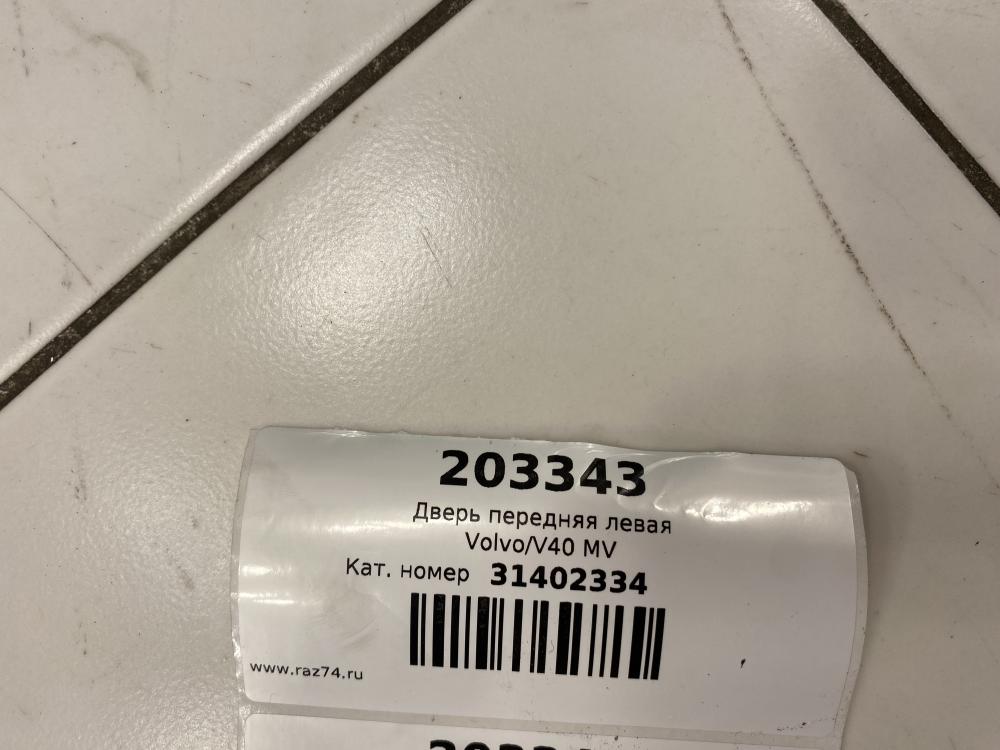 203343
Дверь передняя левая
Volvo/V40 MV
Кат. номер 31402334
www.raz74.ru